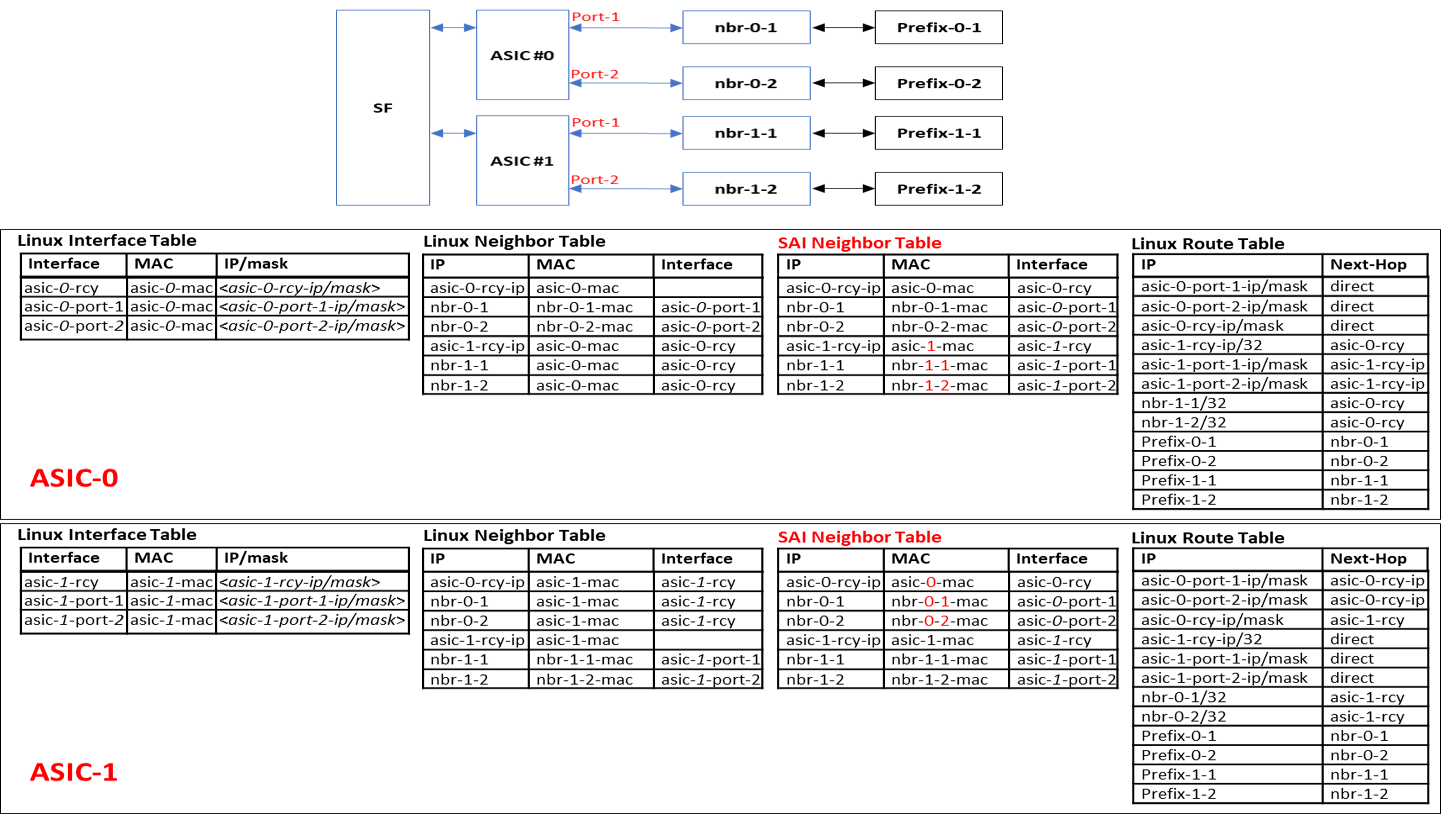 Port-1
nbr-0-1 Prefix-0-1
ASIC #0
Port-2
nbr-0-2 Prefix-0-2
SF
Port-1
nbr-1-1 Prefix-1-1
ASIC #1
Port-2
nbr-1-2 Prefix-1-2
Linux Interface Table
Interface MAC IP/mask
asic-0-rcy asic-0-mac <asic-0-rcy-ip/mask>
asic-0-port-1 asic-0-mac <asic-0-port-1-ip/mask>
asic-0-port-2 asic-0-mac <asic-0-port-2-ip/mask>
Linux Neighbor Table
IP MAC Interface
asic-0-rcy-ip asic-0-mac
nbr-0-1 nbr-0-1-mac asic-0-port-1
nbr-0-2 nbr-0-2-mac asic-0-port-2
asic-1-rcy-ip asic-0-mac asic-0-rcy
nbr-1-1 asic-0-mac asic-0-rcy
nbr-1-2 asic-0-mac asic-0-rcy
SAI Neighbor Table
IP MAC Interface
asic-0-rcy-ip asic-0-mac asic-0-rcy
nbr-0-1 nbr-0-1-mac asic-0-port-1
nbr-0-2 nbr-0-2-mac asic-0-port-2
asic-1-rcy-ip asic-1-mac asic-1-rcy
nbr-1-1 nbr-1-1-mac asic-1-port-1
nbr-1-2 nbr-1-2-mac asic-1-port-2
Linux Route Table
IP Next-Hop
asic-0-port-1-ip/mask direct
asic-0-port-2-ip/mask direct
asic-0-rcy-ip/mask direct
asic-1-rcy-ip/32 asic-0-rcy
asic-1-port-1-ip/mask asic-1-rcy-ip
asic-1-port-2-ip/mask asic-1-rcy-ip
nbr-1-1/32 asic-0-rcy
nbr-1-2/32 asic-0-rcy
Prefix-0-1 nbr-0-1
Prefix-0-2 nbr-0-2
Prefix-1-1 nbr-1-1
Prefix-1-2 nbr-1-2
ASIC-0
Linux Interface Table
Interface MAC IP/mask
asic-1-rcy asic-1-mac <asic-1-rcy-ip/mask>
asic-1-port-1 asic-1-mac <asic-1-port-1-ip/mask>
asic-1-port-2 asic-1-mac <asic-1-port-2-ip/mask>
Linux Neighbor Table
IP MAC Interface
asic-0-rcy-ip asic-1-mac asic-1-rcy
nbr-0-1 asic-1-mac asic-1-rcy
nbr-0-2 asic-1-mac asic-1-rcy
asic-1-rcy-ip asic-1-mac
nbr-1-1 nbr-1-1-mac asic-1-port-1
nbr-1-2 nbr-1-2-mac asic-1-port-2
SAI Neighbor Table
IP MAC Interface
asic-0-rcy-ip asic-0-mac asic-0-rcy
nbr-0-1 nbr-0-1-mac asic-0-port-1
nbr-0-2 nbr-0-2-mac asic-0-port-2
asic-1-rcy-ip asic-1-mac asic-1-rcy
nbr-1-1 nbr-1-1-mac asic-1-port-1
nbr-1-2 nbr-1-2-mac asic-1-port-2
Linux Route Table
IP Next-Hop
asic-0-port-1-ip/mask asic-0-rcy-ip
asic-0-port-2-ip/mask asic-0-rcy-ip
asic-0-rcy-ip/mask asic-1-rcy
asic-1-rcy-ip/32 direct
asic-1-port-1-ip/mask direct
asic-1-port-2-ip/mask direct
nbr-0-1/32 asic-1-rcy
nbr-0-2/32 asic-1-rcy
Prefix-0-1 nbr-0-1
Prefix-0-2 nbr-0-2
Prefix-1-1 nbr-1-1
Prefix-1-2 nbr-1-2
ASIC-1